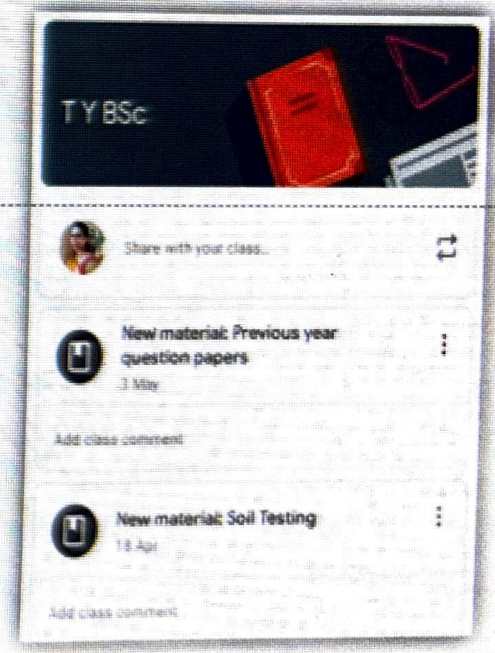 T Y BSc
Share with your class...
New material: Previous year
question papers
3 May
Add class comment
New material: Soil Testing
18 Apr
Add class comment